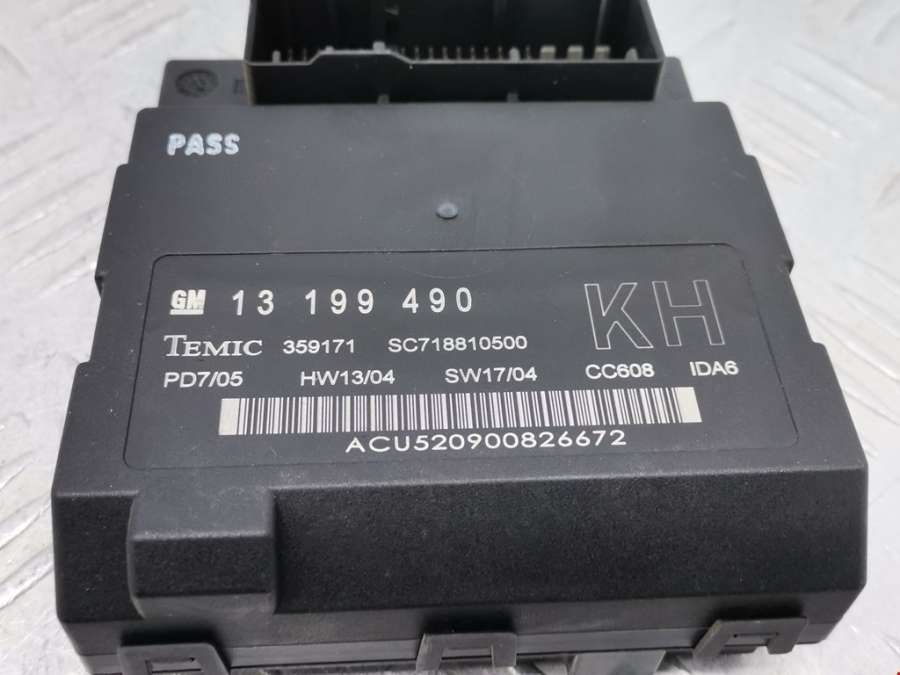 PASS
GM 13 199 490
KH
TEMIC 359171 SC718810500
PD7/05 HW13/04 SW17/04 CC608 IDA6
ACU520900826672